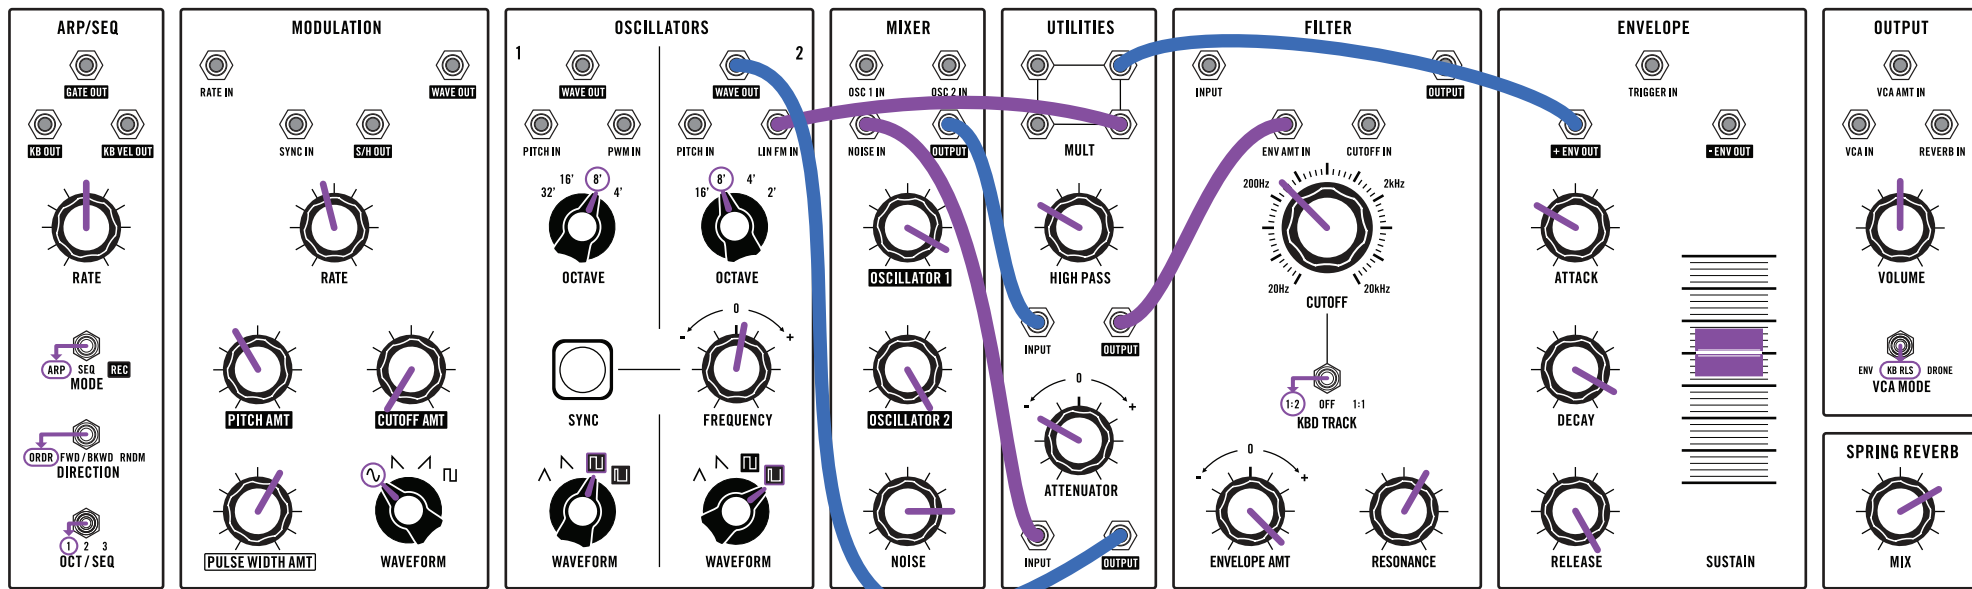 ARP/SEQ
GATE OUT
KB OUT
KB VEL OUT
RATE
ARP SEQ REC
MODE
ORDR FWD/BKWD RNDM
DIRECTION
1 2 3
OCT/SEQ
MODULATION
RATE IN
WAVE OUT
SYNC IN
S/H OUT
RATE
PITCH AMT
CUTOFF AMT
PULSE WIDTH AMT
WAVEFORM
OSCILLATORS
1
2
WAVE OUT
WAVE OUT
PITCH IN
PWM IN
PITCH IN
LIN FM IN
32' 16' 8' 4'
16' 8' 4' 2'
OCTAVE
OCTAVE
- 0 +
SYNC
FREQUENCY
WAVEFORM
WAVEFORM
MIXER
OSC 1 IN
OSC 2 IN
NOISE IN
OUTPUT
OSCILLATOR 1
OSCILLATOR 2
NOISE
UTILITIES
MULT
HIGH PASS
INPUT
OUTPUT
- 0 +
ATTENUATOR
INPUT
OUTPUT
FILTER
INPUT
OUTPUT
ENV AMT IN
CUTOFF IN
200Hz
2kHz
20Hz
20kHz
CUTOFF
1:2 OFF 1:1
KBD TRACK
- 0 +
ENVELOPE AMT
RESONANCE
ENVELOPE
TRIGGER IN
+ ENV OUT
- ENV OUT
ATTACK
DECAY
RELEASE
SUSTAIN
OUTPUT
VCA AMT IN
VCA IN
REVERB IN
VOLUME
ENV KB RLS DRONE
VCA MODE
SPRING REVERB
MIX